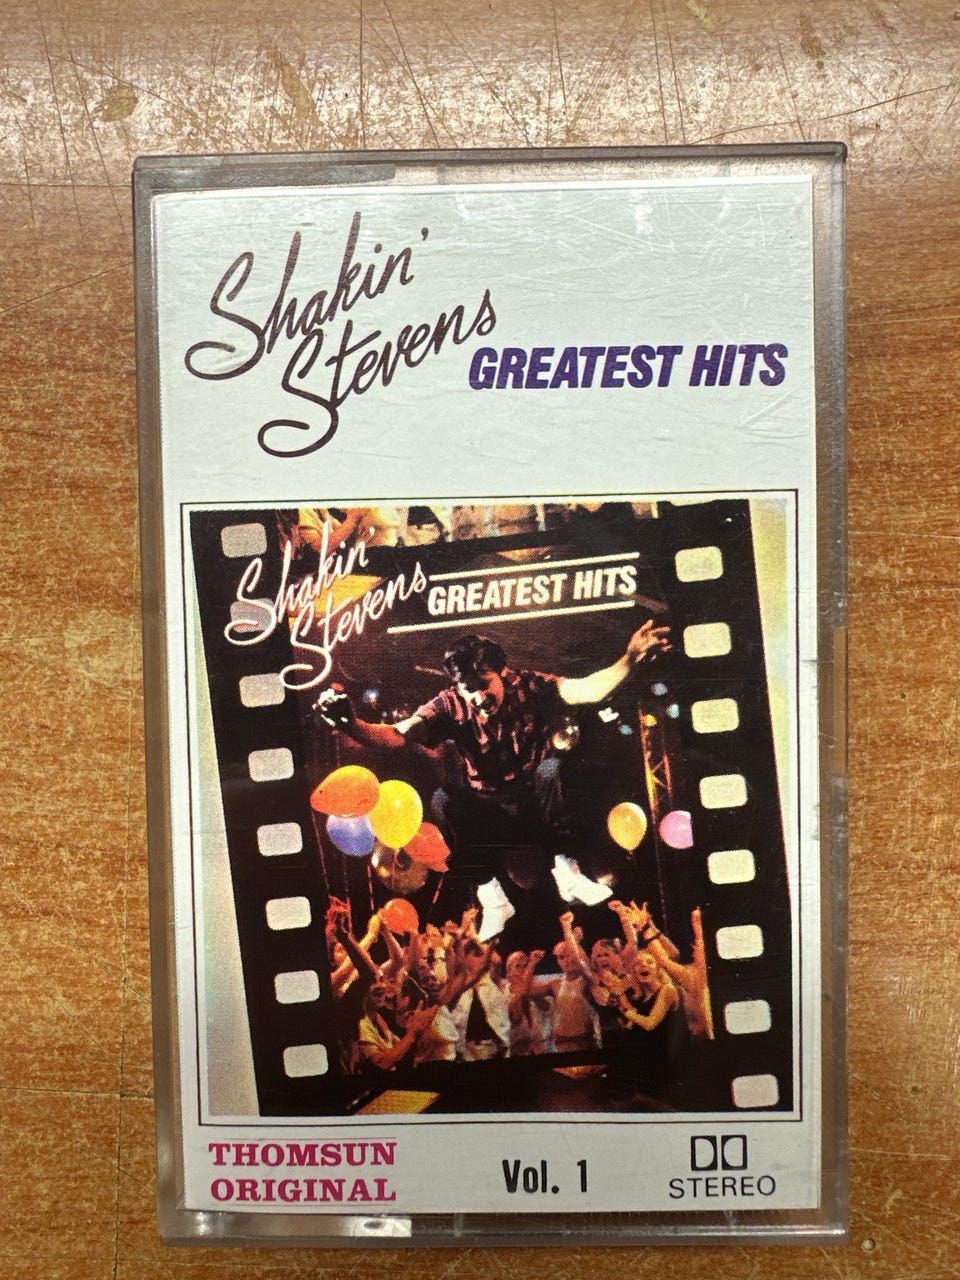 Shakin'
Stevens
GREATEST HITS
Shakin'
Stevens
GREATEST HITS
THOMSUN
ORIGINAL
Vol. 1
STEREO